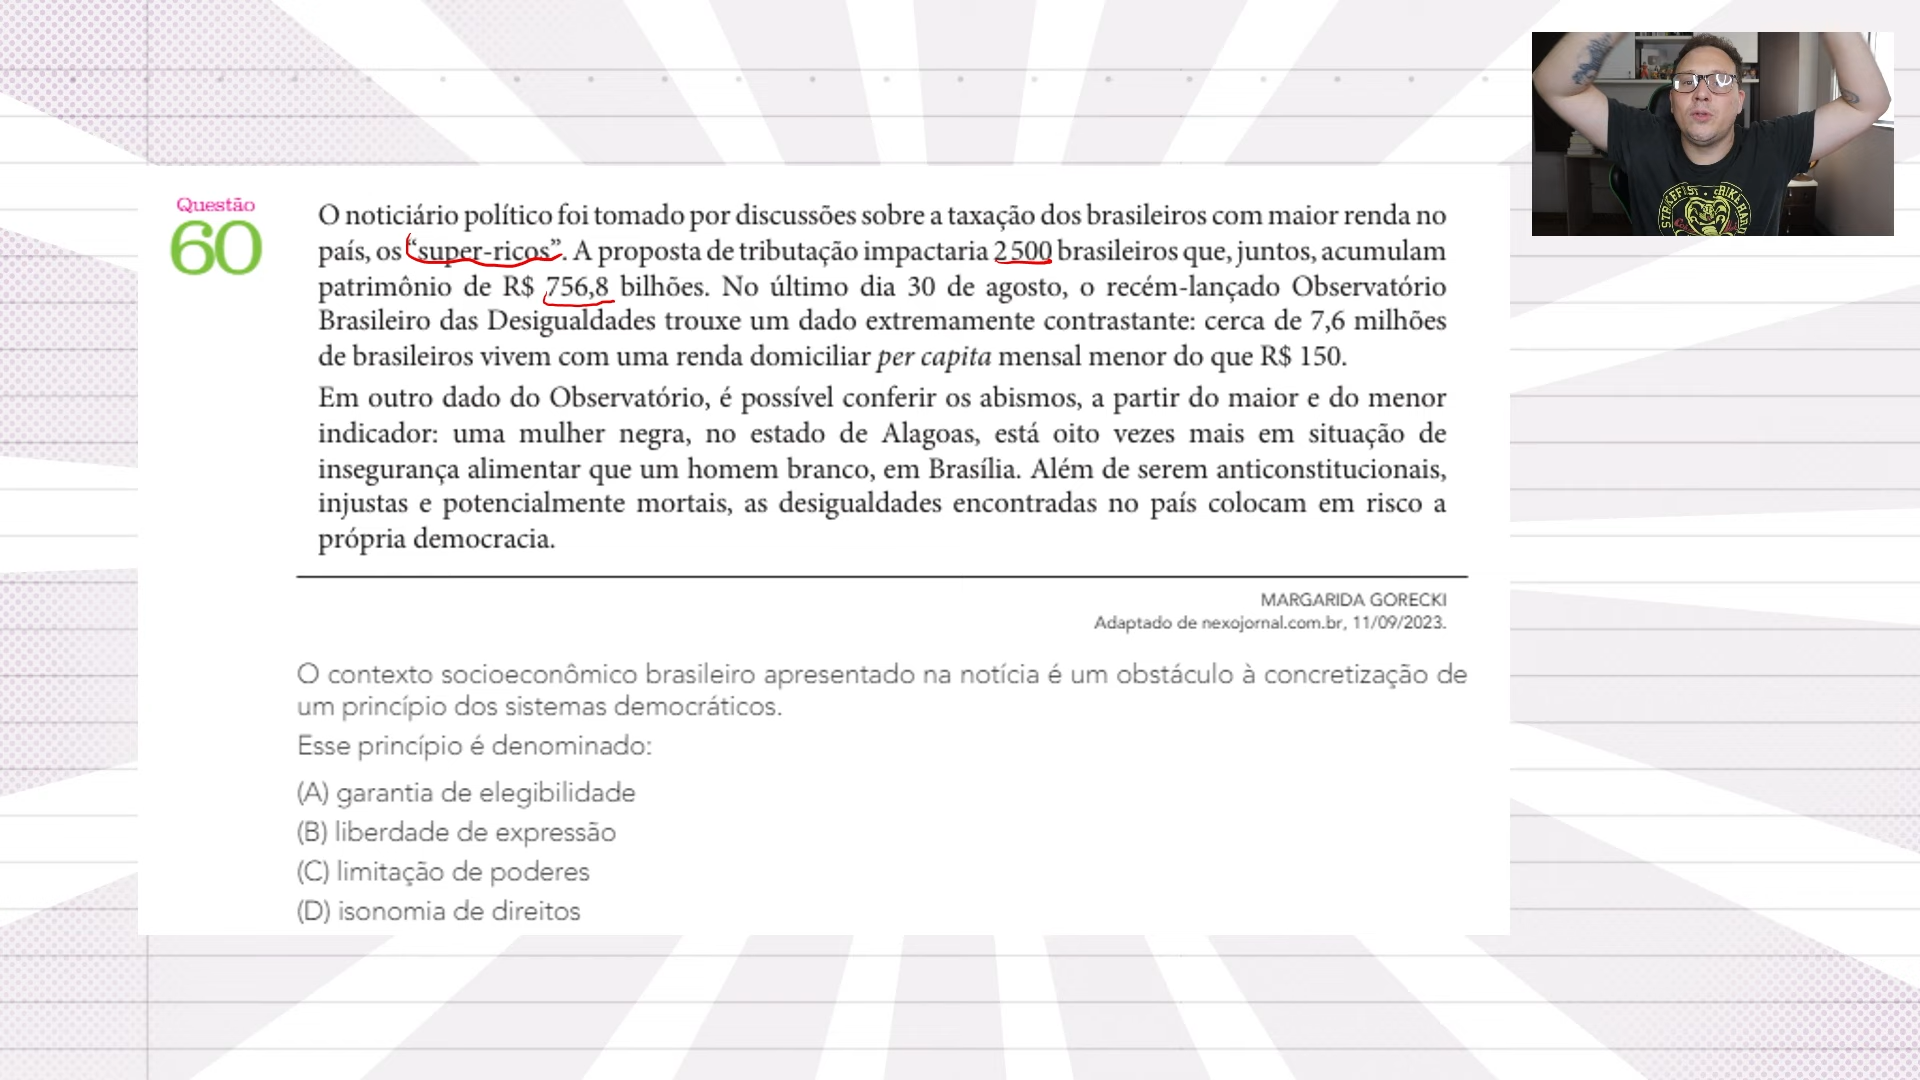 Questão
60
O noticiário político foi tomado por discussões sobre a taxação dos brasileiros com maior renda no
país, os “super-ricos”. A proposta de tributação impactaria 2 500 brasileiros que, juntos, acumulam
patrimônio de R$ 756,8 bilhões. No último dia 30 de agosto, o recém-lançado Observatório
Brasileiro das Desigualdades trouxe um dado extremamente contrastante: cerca de 7,6 milhões
de brasileiros vivem com uma renda domiciliar per capita mensal menor do que R$ 150.
Em outro dado do Observatório, é possível conferir os abismos, a partir do maior e do menor
indicador: uma mulher negra, no estado de Alagoas, está oito vezes mais em situação de
insegurança alimentar que um homem branco, em Brasília. Além de serem anticonstitucionais,
injustas e potencialmente mortais, as desigualdades encontradas no país colocam em risco a
própria democracia.
MARGARIDA GORECKI
Adaptado de nexojornal.com.br, 11/09/2023.
O contexto socioeconômico brasileiro apresentado na notícia é um obstáculo à concretização de
um princípio dos sistemas democráticos.
Esse princípio é denominado:
(A) garantia de elegibilidade
(B) liberdade de expressão
(C) limitação de poderes
(D) isonomia de direitos